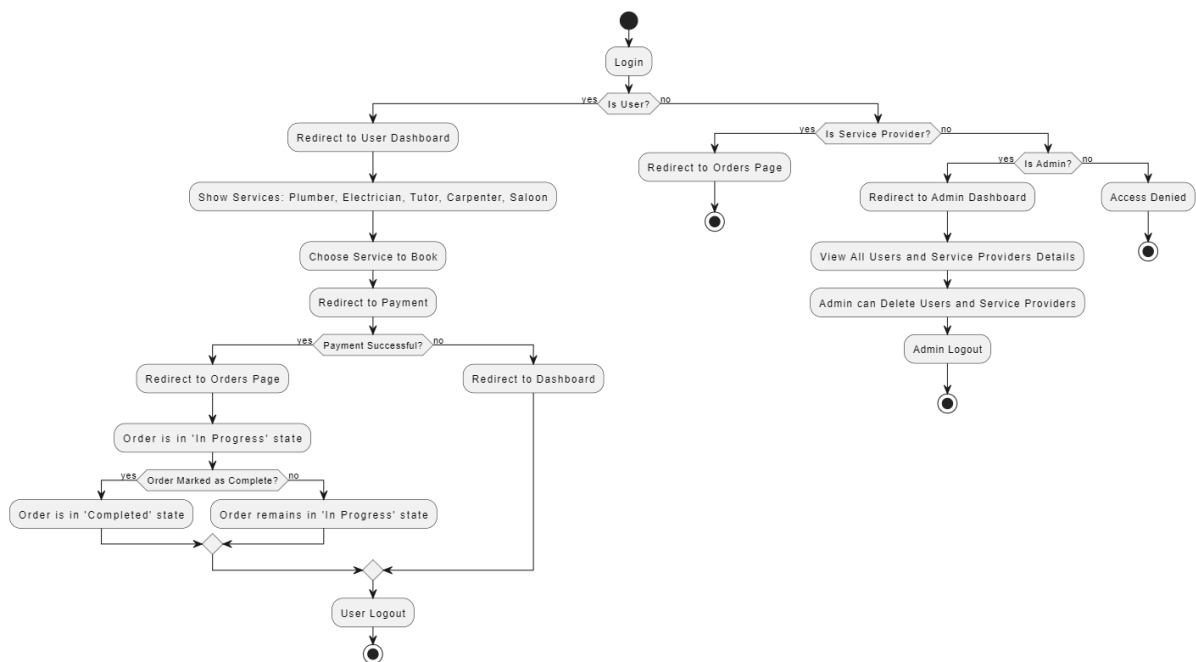 Login
yes
Is User?
no
Redirect to User Dashboard
yes
Is Service Provider?
no
Show Services: Plumber, Electrician, Tutor, Carpenter, Saloon
Redirect to Orders Page
yes
Is Admin?
no
Redirect to Admin Dashboard
Access Denied
Choose Service to Book
View All Users and Service Providers Details
Redirect to Payment
Admin can Delete Users and Service Providers
yes
Payment Successful?
no
Admin Logout
Redirect to Orders Page
Redirect to Dashboard
Order is in 'In Progress' state
yes
Order Marked as Complete?
no
Order is in 'Completed' state
Order remains in 'In Progress' state
User Logout